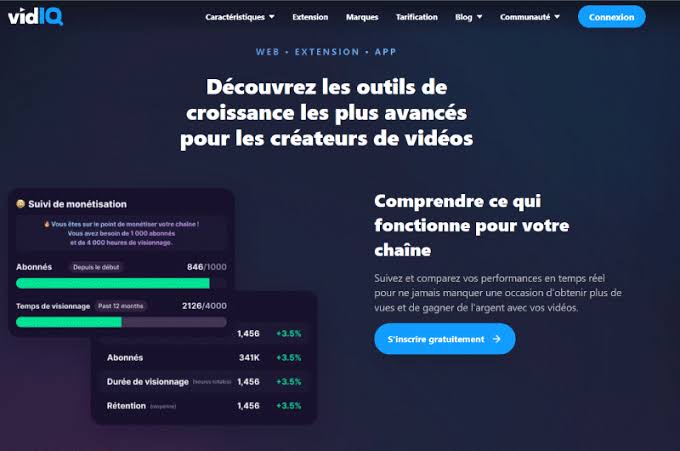 vidIQ
Caractéristiques Extension Marques Tarification Blog Communauté Connexion
WEB • EXTENSION • APP
Découvrez les outils de
croissance les plus avancés
pour les créateurs de vidéos
Suivi de monétisation
Vous êtes sur le point de monétiser votre chaîne !
Vous avez besoin de 1 000 abonnés
et de 4 000 heures de visionnage.
Abonnés Depuis le début 846/1000
Temps de visionnage Past 12 months 2126/4000
1,456 +3.5%
Abonnés 341K +3.5%
Durée de visionnage (heures totales) 1,456 +3.5%
Rétention (moyenne) 1,456 +3.5%
Comprendre ce qui
fonctionne pour votre
chaîne
Suivez et comparez vos performances en temps réel
pour ne jamais manquer une occasion d'obtenir plus de
vues et de gagner de l'argent avec vos vidéos.
S'inscrire gratuitement →